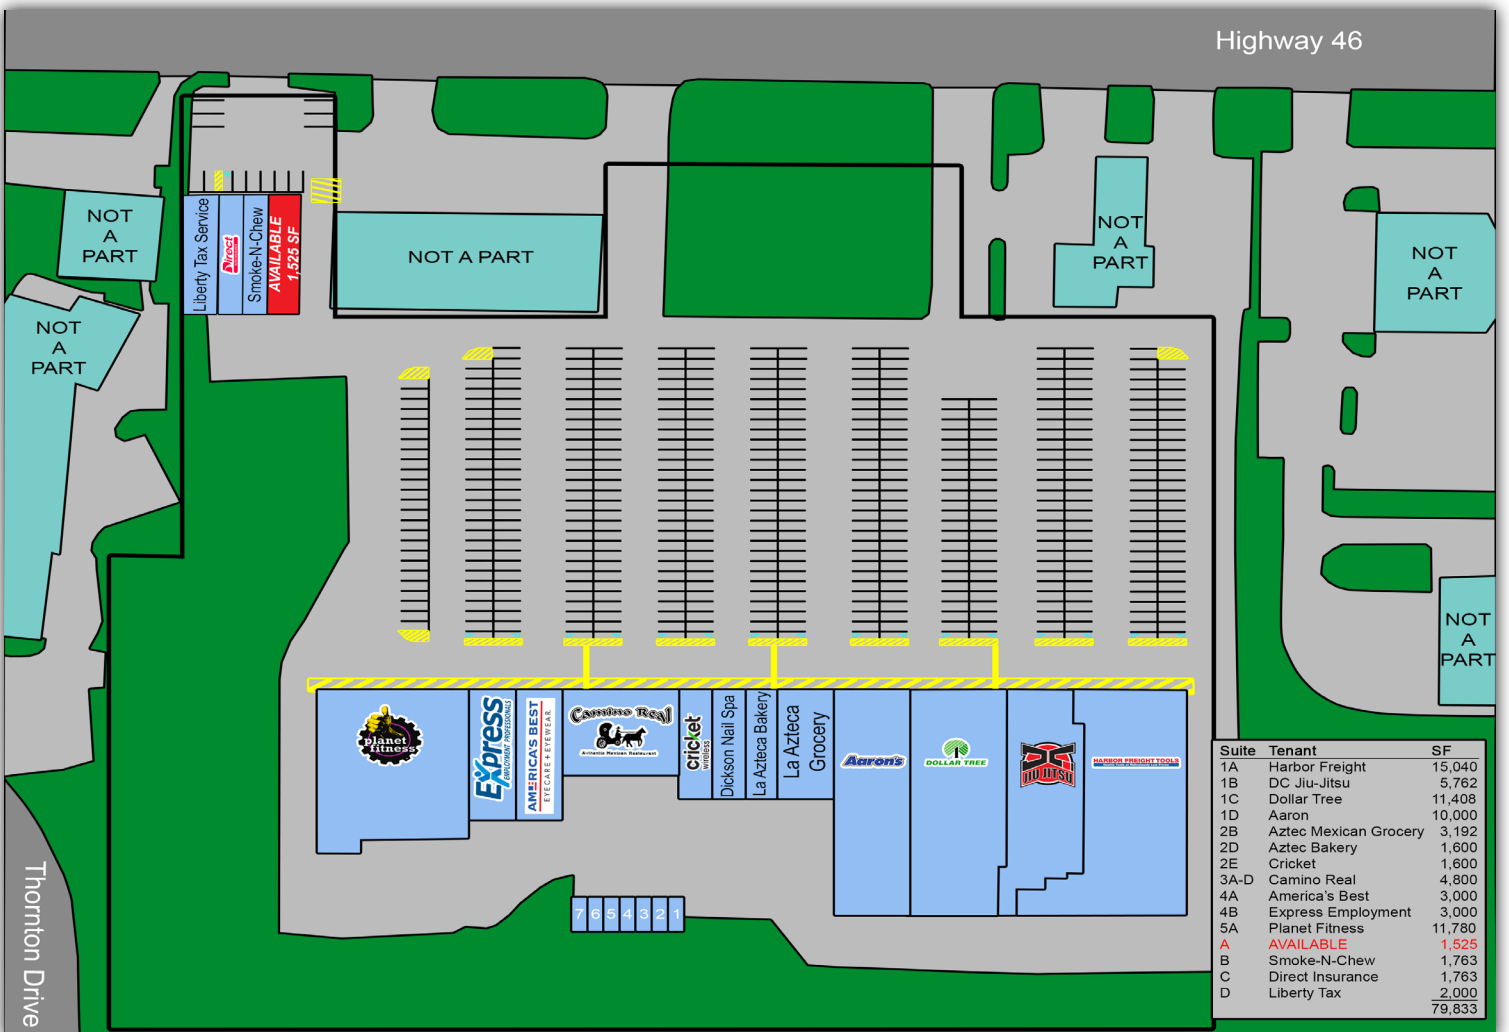 Highway 46
NOT
A
PART
NOT
A
PART
Liberty Tax Service
Direct
Smoke-N-Chew
AVAILABLE
1,525 SF
NOT A PART
NOT
A
PART
NOT
A
PART
NOT
A
PART
planet
fitness
Express
EMPLOYMENT PROFESSIONALS
AMERICA'S BEST
EYECARE + EYEWEAR
Camino Real
Authentic Mexican Restaurant
cricket
wireless
Dickson Nail Spa
La Azteca Bakery
La Azteca
Grocery
Aaron's
DOLLAR TREE
JIU JITSU
HARBOR FREIGHT TOOLS
7 6 5 4 3 2 1
Thornton Drive
Suite Tenant SF
1A Harbor Freight 15,040
1B DC Jiu-Jitsu 5,762
1C Dollar Tree 11,408
1D Aaron 10,000
2B Aztec Mexican Grocery 3,192
2D Aztec Bakery 1,600
2E Cricket 1,600
3A-D Camino Real 4,800
4A America's Best 3,000
4B Express Employment 3,000
5A Planet Fitness 11,780
A AVAILABLE 1,525
B Smoke-N-Chew 1,763
C Direct Insurance 1,763
D Liberty Tax 2,000
79,833